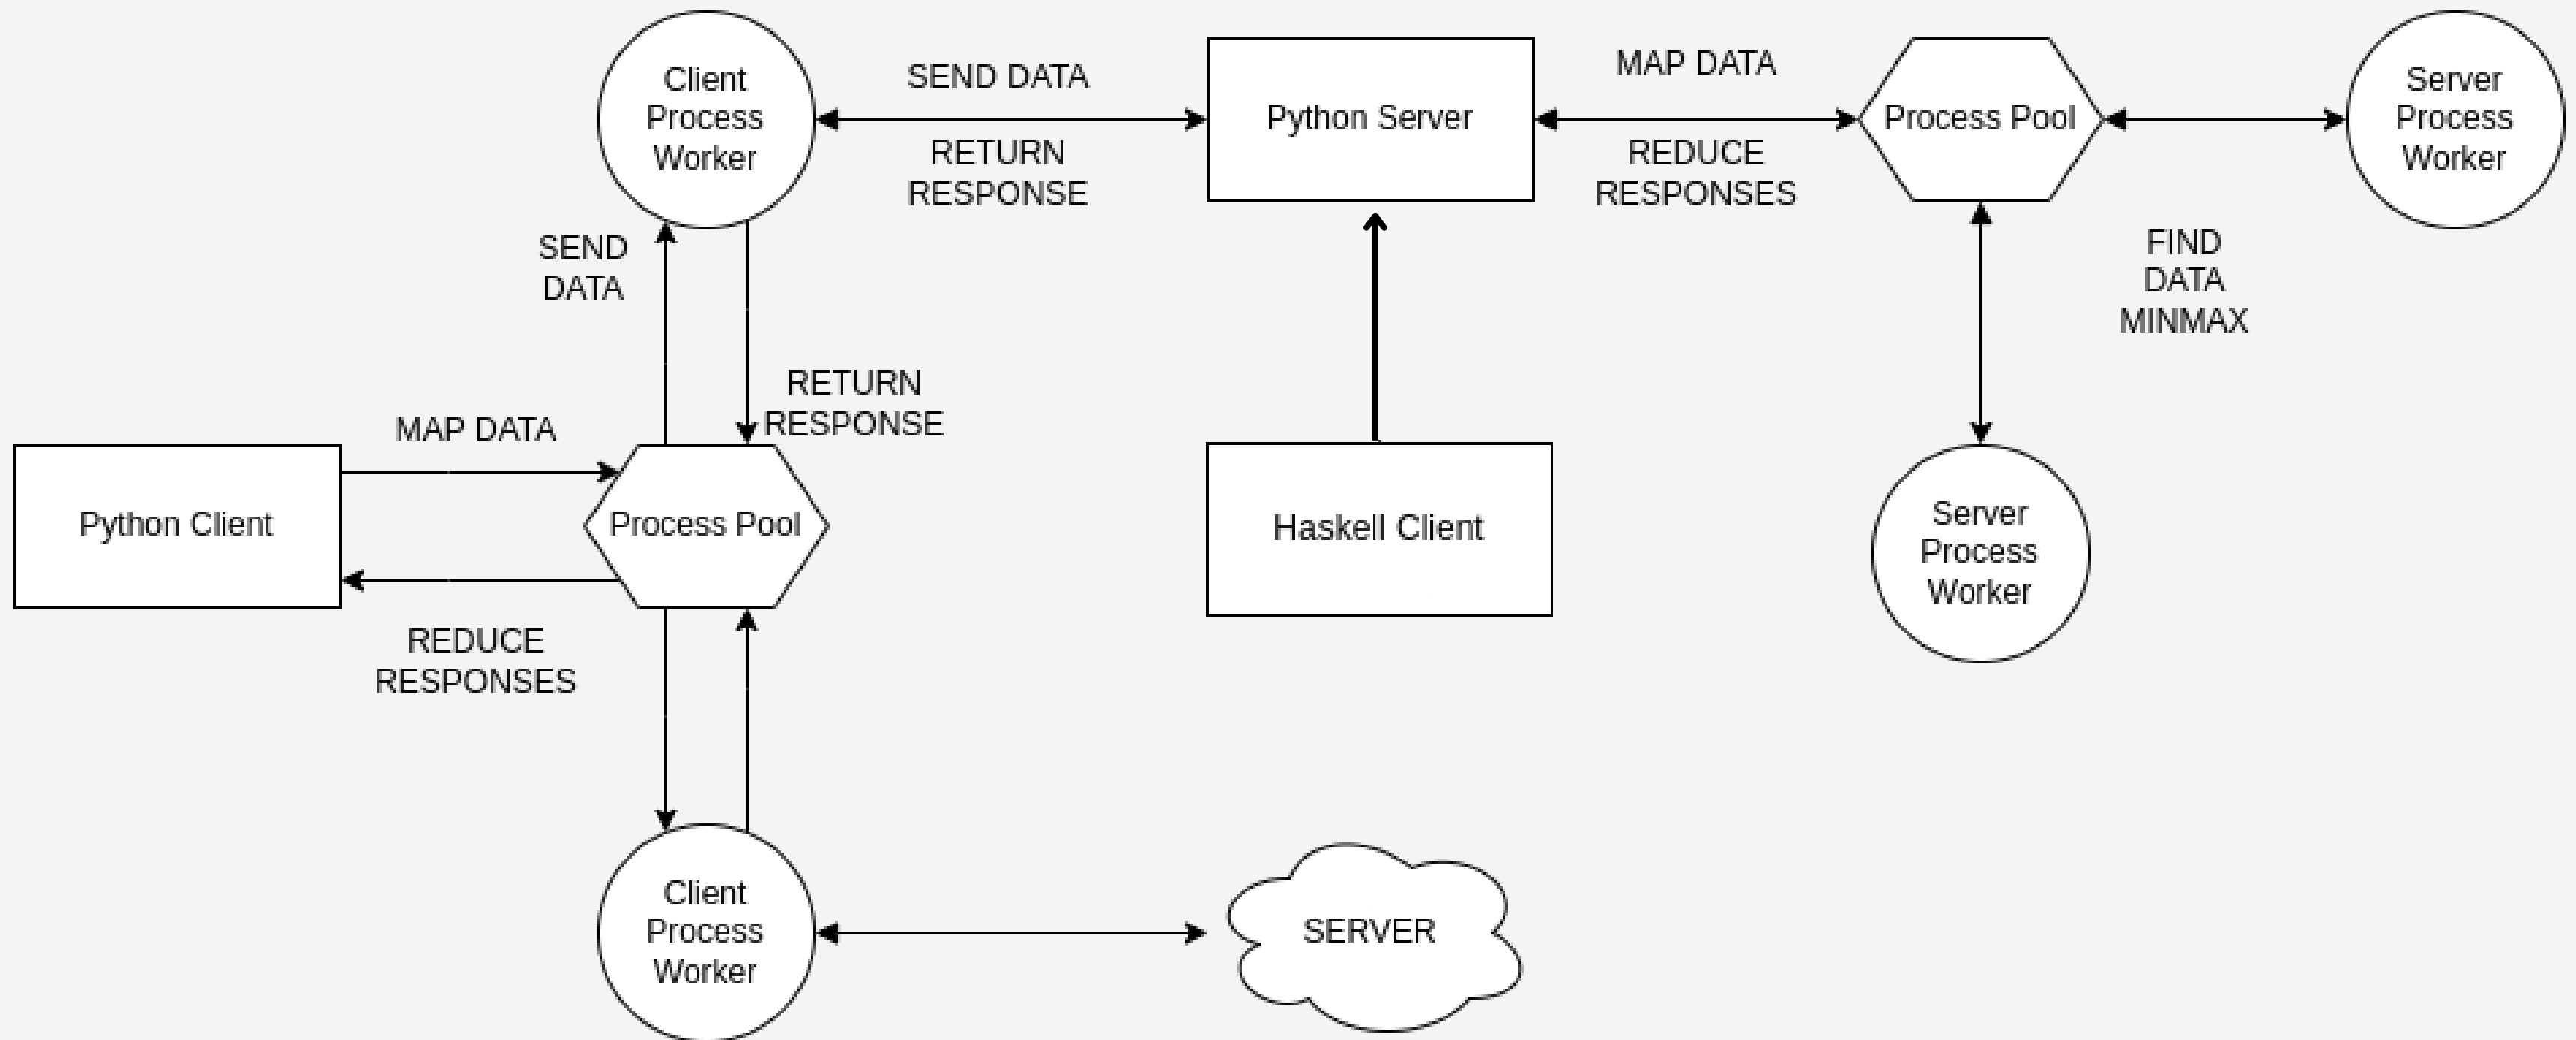 Client
Process
Worker
SEND DATA
RETURN
RESPONSE
Python Server
MAP DATA
REDUCE
RESPONSES
Process Pool
Server
Process
Worker
SEND
DATA
RETURN
RESPONSE
FIND
DATA
MINMAX
MAP DATA
Python Client
Process Pool
REDUCE
RESPONSES
Haskell Client
Server
Process
Worker
Client
Process
Worker
SERVER